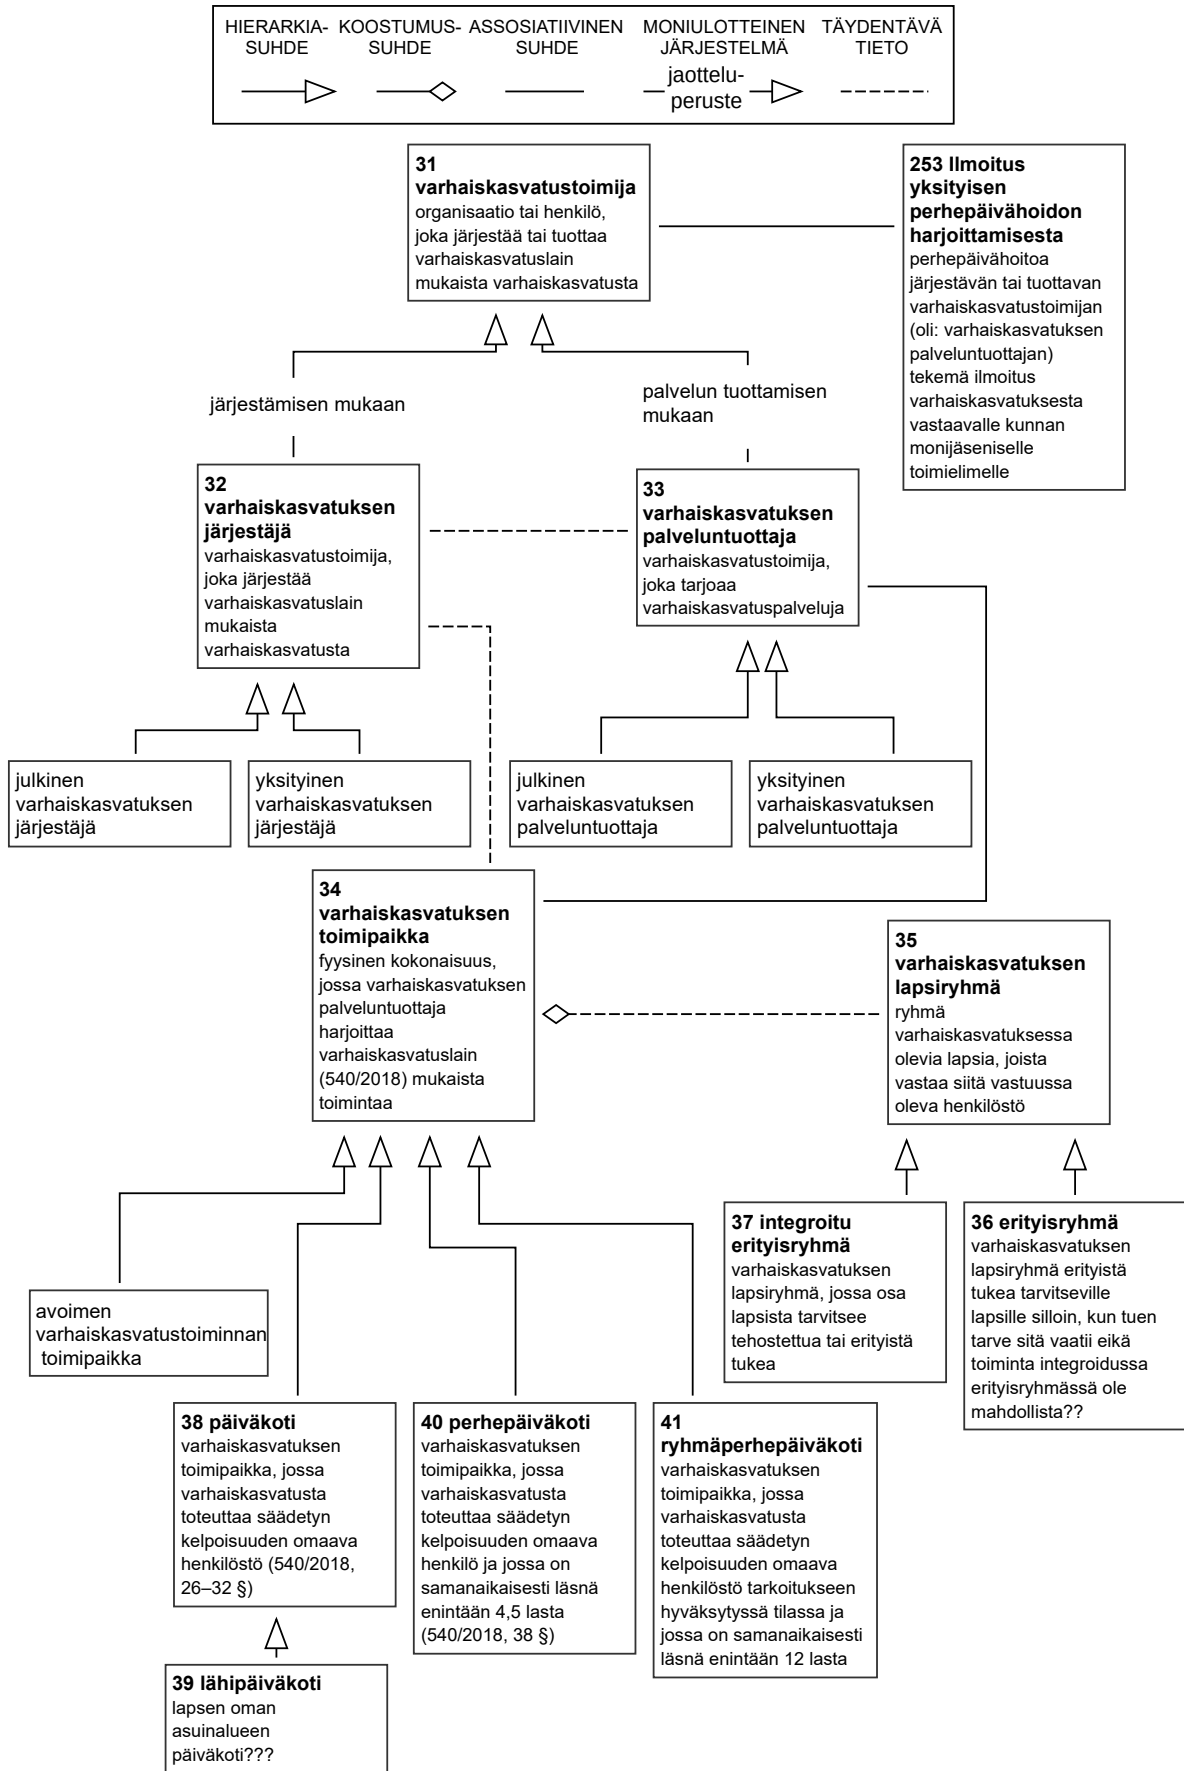 HIERARKIA-
SUHDE
KOOSTUMUS-
SUHDE
ASSOSIATIIVINEN
SUHDE
MONIULOTTEINEN
JÄRJESTELMÄ
jaottelu-
peruste
TÄYDENTÄVÄ
TIETO
31
varhaiskasvatustoimija
organisaatio tai henkilö,
joka järjestää tai tuottaa
varhaiskasvatuslain
mukaista varhaiskasvatusta
253 Ilmoitus
yksityisen
perhepäivähoidon
harjoittamisesta
perhepäivähoitoa
järjestävän tai tuottavan
varhaiskasvatustoimijan
(oli: varhaiskasvatuksen
palveluntuottajan)
tekemä ilmoitus
varhaiskasvatuksesta
vastaavalle kunnan
monijäseniselle
toimielimelle
järjestämisen mukaan
palvelun tuottamisen
mukaan
32
varhaiskasvatuksen
järjestäjä
varhaiskasvatustoimija,
joka järjestää
varhaiskasvatuslain
mukaista
varhaiskasvatusta
33
varhaiskasvatuksen
palveluntuottaja
varhaiskasvatustoimija,
joka tarjoaa
varhaiskasvatuspalveluja
julkinen
varhaiskasvatuksen
järjestäjä
yksityinen
varhaiskasvatuksen
järjestäjä
julkinen
varhaiskasvatuksen
palveluntuottaja
yksityinen
varhaiskasvatuksen
palveluntuottaja
34
varhaiskasvatuksen
toimipaikka
fyysinen kokonaisuus,
jossa varhaiskasvatuksen
palveluntuottaja
harjoittaa
varhaiskasvatuslain
(540/2018) mukaista
toimintaa
35
varhaiskasvatuksen
lapsiryhmä
ryhmä
varhaiskasvatuksessa
olevia lapsia, joista
vastaa siitä vastuussa
oleva henkilöstö
37 integroitu
erityisryhmä
varhaiskasvatuksen
lapsiryhmä, jossa osa
lapsista tarvitsee
tehostettua tai erityistä
tukea
36 erityisryhmä
varhaiskasvatuksen
lapsiryhmä erityistä
tukea tarvitseville
lapsille silloin, kun tuen
tarve sitä vaatii eikä
toiminta integroidussa
erityisryhmässä ole
mahdollista??
avoimen
varhaiskasvatustoiminnan
toimipaikka
38 päiväkoti
varhaiskasvatuksen
toimipaikka, jossa
varhaiskasvatusta
toteuttaa säädetyn
kelpoisuuden omaava
henkilöstö (540/2018,
26–32 §)
40 perhepäiväkoti
varhaiskasvatuksen
toimipaikka, jossa
varhaiskasvatusta
toteuttaa säädetyn
kelpoisuuden omaava
henkilö ja jossa on
samanaikaisesti läsnä
enintään 4,5 lasta
(540/2018, 38 §)
41
ryhmäperhepäiväkoti
varhaiskasvatuksen
toimipaikka, jossa
varhaiskasvatusta
toteuttaa säädetyn
kelpoisuuden omaava
henkilöstö tarkoitukseen
hyväksytyssä tilassa ja
jossa on samanaikaisesti
läsnä enintään 12 lasta
39 lähipäiväkoti
lapsen oman
asuinalueen
päiväkoti???